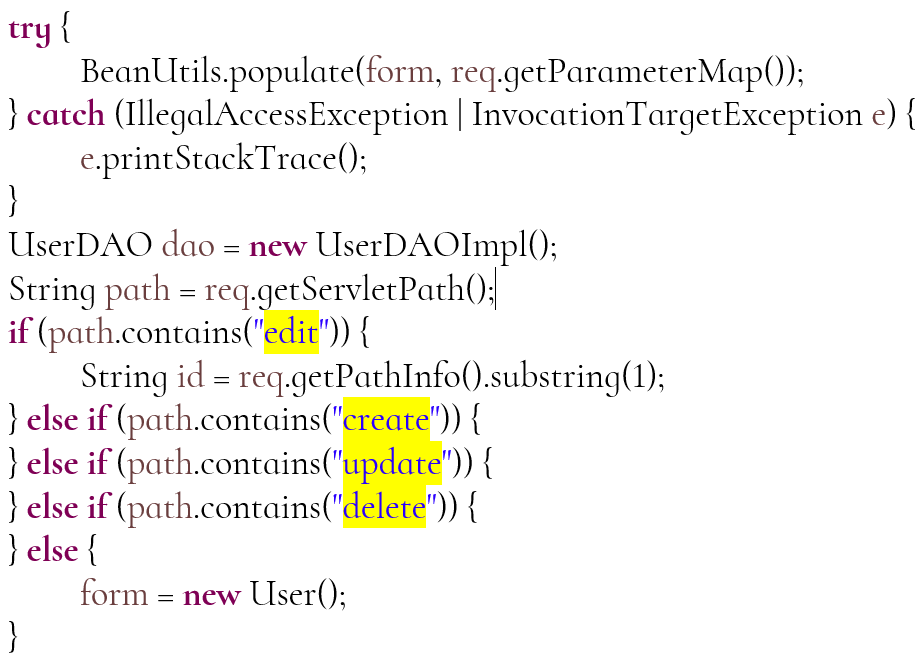 try {
BeanUtils.populate(form, req.getParameterMap());
} catch (IllegalAccessException | InvocationTargetException e) {
e.printStackTrace();
}
UserDAO dao = new UserDAOImpl();
String path = req.getServletPath();
if (path.contains("edit")) {
String id = req.getPathInfo().substring(1);
} else if (path.contains("create")) {
} else if (path.contains("update")) {
} else if (path.contains("delete")) {
} else {
form = new User();
}